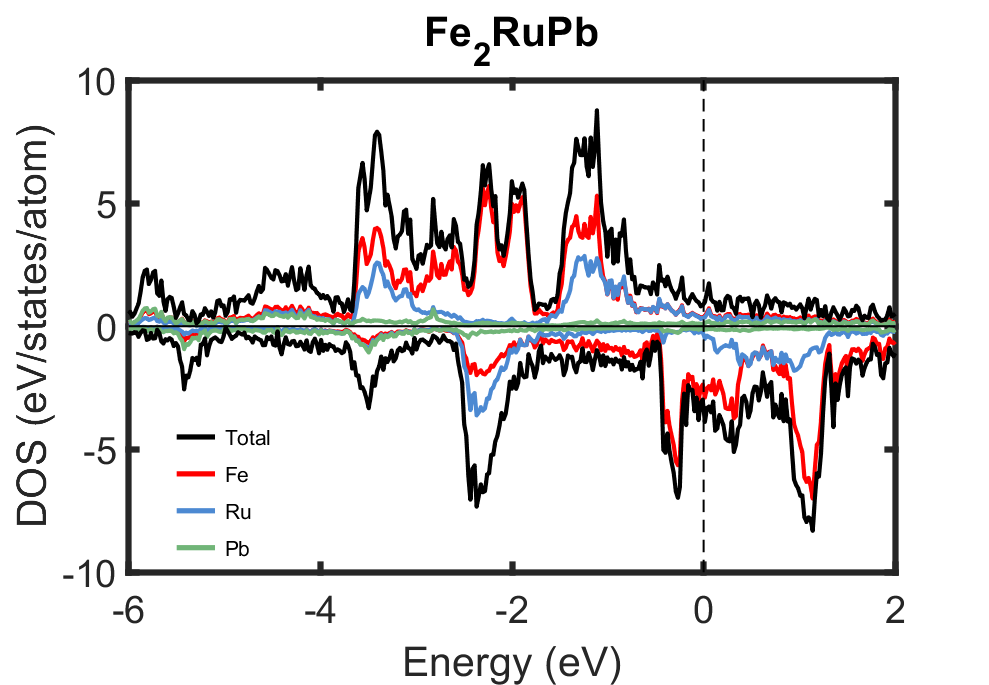 Fe₂RuPb
10
5
0
-5
-10
DOS (eV/states/atom)
Total
Fe
Ru
Pb
-6 -4 -2 0 2
Energy (eV)